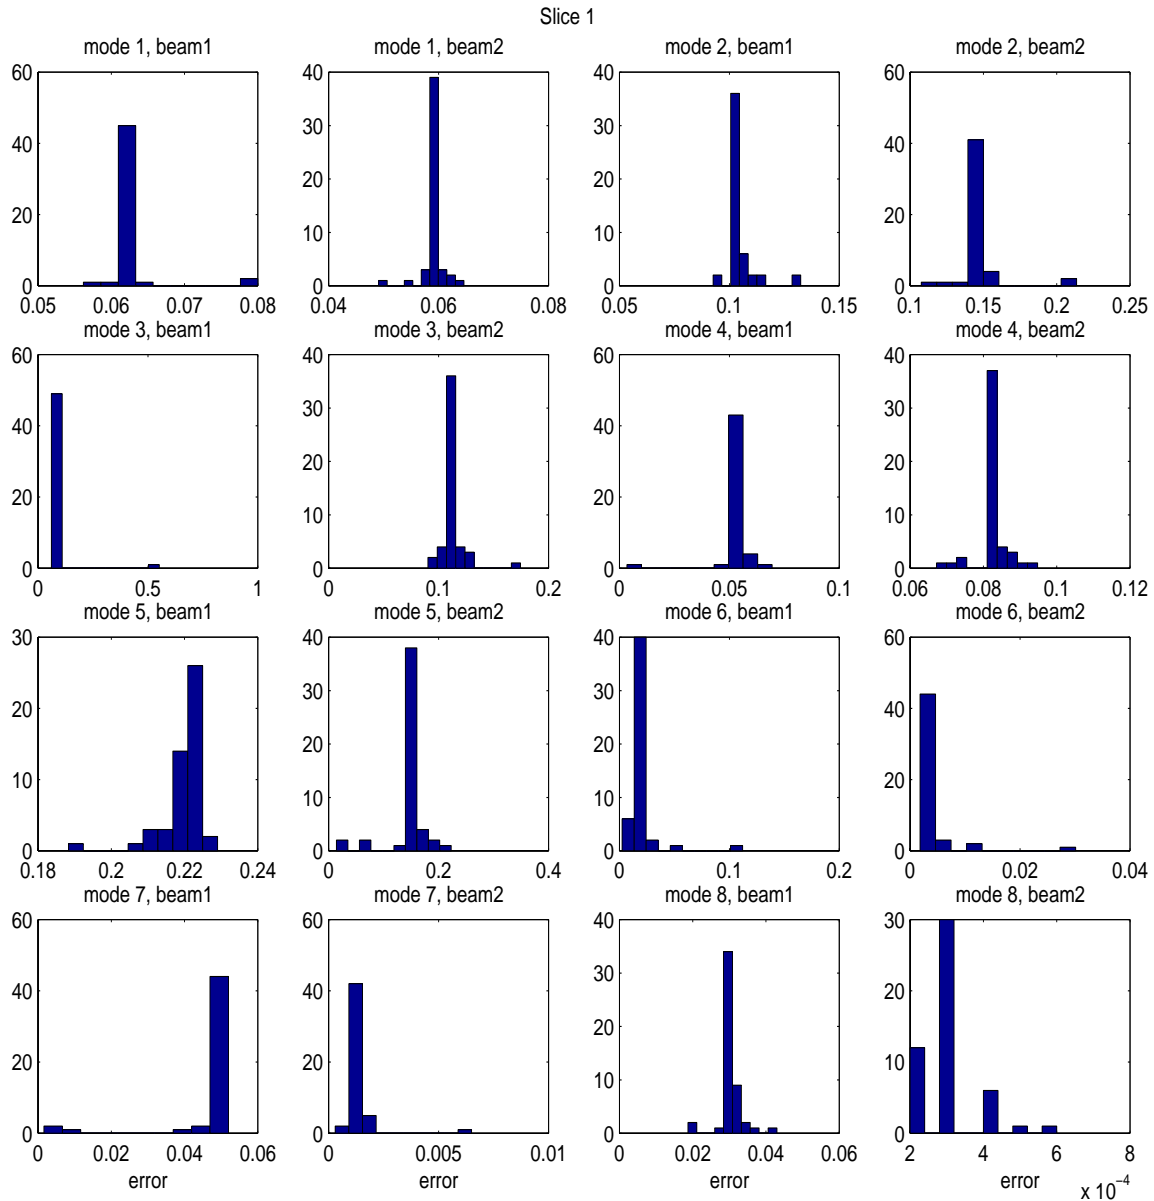 Slice 1
mode 1, beam1 mode 1, beam2 mode 2, beam1 mode 2, beam2
60 40 40 60
30 30
40 40
20 20
20 20
10 10
0 0 0 0
0.05 0.06 0.07 0.08 0.04 0.06 0.08 0.05 0.1 0.15 0.1 0.15 0.2 0.25
mode 3, beam1 mode 3, beam2 mode 4, beam1 mode 4, beam2
60 40 60 40
30 30
40 40
20 20
20 20
10 10
0 0 0 0
0 0.5 1 0 0.1 0.2 0 0.05 0.1 0.06 0.08 0.1 0.12
mode 5, beam1 mode 5, beam2 mode 6, beam1 mode 6, beam2
30 40 40 60
30 30
20 40
20 20
10 20
10 10
0 0 0 0
0.18 0.2 0.22 0.24 0 0.2 0.4 0 0.1 0.2 0 0.02 0.04
mode 7, beam1 mode 7, beam2 mode 8, beam1 mode 8, beam2
60 60 40 30
30
40 40 20
20
20 20 10
10
0 0 0 0
0 0.02 0.04 0.06 0 0.005 0.01 0 0.02 0.04 0.06 2 4 6 8
error error error error
x 10⁻⁴